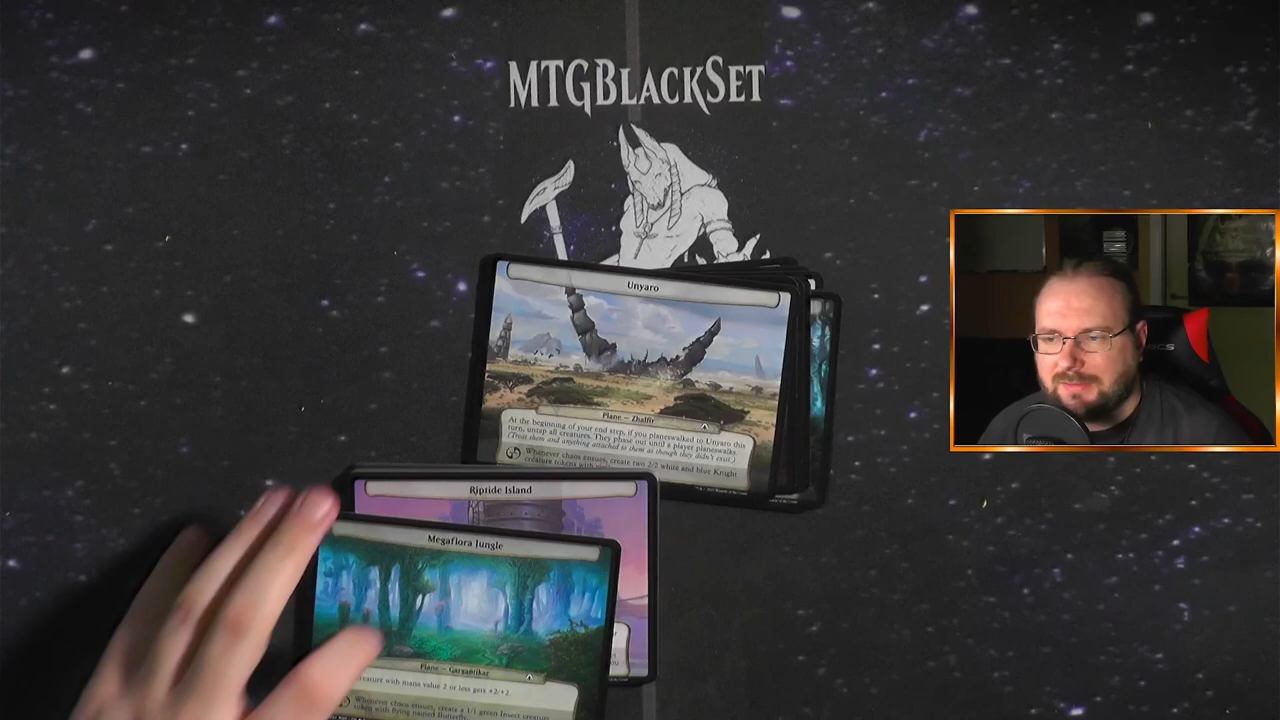 MTGBLACKSET
Unyaro
Plane — Zhalfir
At the beginning of your end step, if you planeswalked to Unyaro this
turn, untap all creatures. They phase out until a player planeswalks.
(Treat them and anything attached to them as though they didn't exist.)
Whenever chaos ensues, create two 2/2 white and blue Knight
creature tokens with
Riptide Island
Megaflora Jungle
Plane — Gargantikar
creature with mana value 2 or less gets +2/+2.
Whenever chaos ensues, create a 1/1 green Insect creature
token with flying named Butterfly.